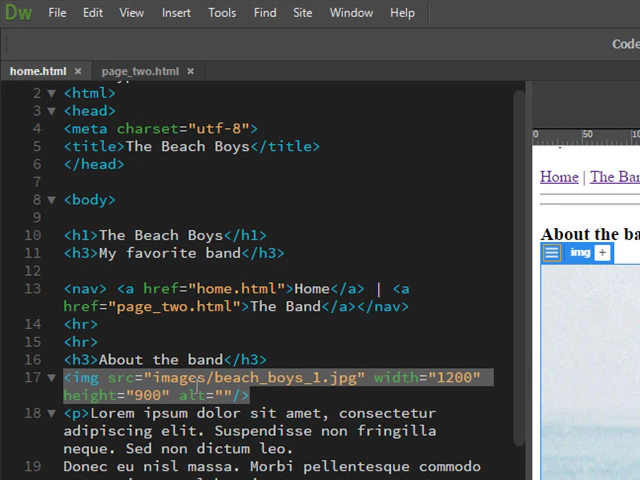 Dw File Edit View Insert Tools Find Site Window Help
Code
home.html × page_two.html ×
2 <html>
3 <head>
4 <meta charset="utf-8">
5 <title>The Beach Boys</title>
6 </head>
7
8 <body>
9
10 <h1>The Beach Boys</h1>
11 <h3>My favorite band</h3>
12
13 <nav> <a href="home.html">Home</a> | <a
href="page_two.html">The Band</a></nav>
14 <hr>
15 <hr>
16 <h3>About the band</h3>
17 <img src="images/beach_boys_1.jpg" width="1200"
height="900" alt=""/>
18 <p>Lorem ipsum dolor sit amet, consectetur
adipiscing elit. Suspendisse non fringilla
neque. Sed non dictum leo.
19 Donec eu nisl massa. Morbi pellentesque commodo
0 50
Home | The Ban
About the ba
img +